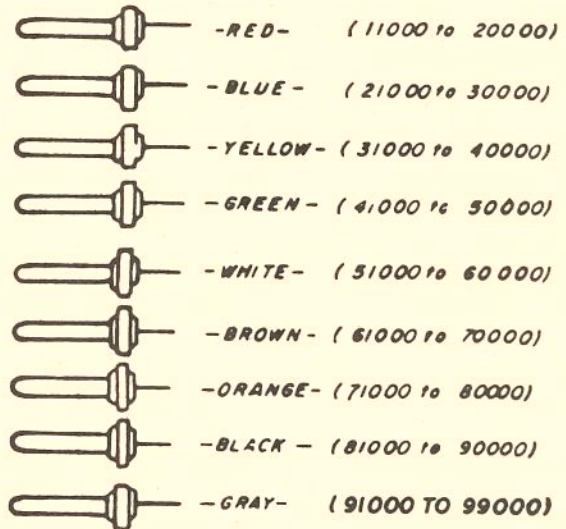 -RED- (11000 to 20000)
-BLUE- (21000 to 30000)
-YELLOW- (31000 to 40000)
-GREEN- (41000 to 50000)
-WHITE- (51000 to 60000)
-BROWN- (61000 to 70000)
-ORANGE- (71000 to 80000)
-BLACK- (81000 to 90000)
-GRAY- (91000 TO 99000)